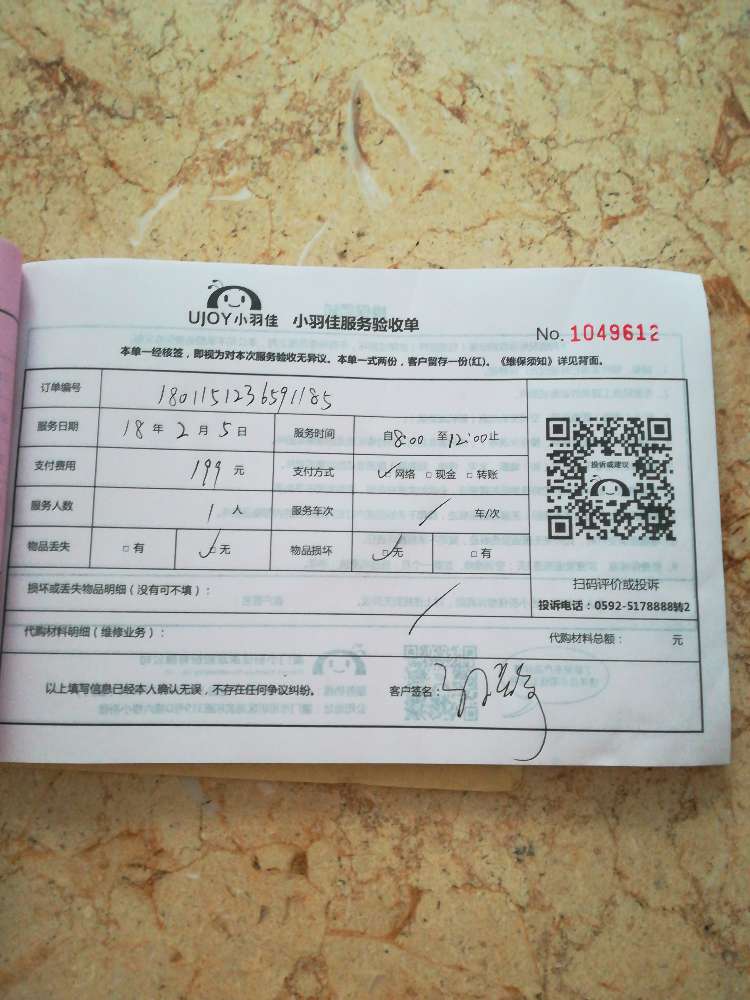 UJOY小羽佳 小羽佳服务验收单
No. 1049612
本单一经核签，即视为对本次服务验收无异议。本单一式两份，客户留存一份(红)。《维保须知》详见背面。
订单编号 1801151236591185
服务日期 18 年 2 月 5 日 服务时间 自8:00 至12:00止
支付费用 199 元 支付方式 ✓网络 □现金 □转账
服务人数 1 人 服务车次 / 车/次
物品丢失 □有 ✓无 物品损坏 ✓无 □有
投诉或建议
扫码评价或投诉
投诉电话：0592-5178888转2
损坏或丢失物品明细（没有可不填）： /
代购材料明细（维修业务）： 代购材料总额： 元
以上填写信息已经本人确认无误，不存在任何争议纠纷。 客户签名：